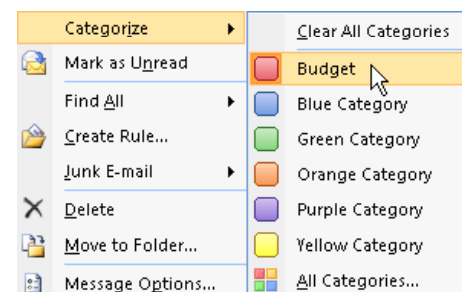 Categorize
Mark as Unread
Find All
Create Rule...
Junk E-mail
Delete
Move to Folder...
Message Options...
Clear All Categories
Budget
Blue Category
Green Category
Orange Category
Purple Category
Yellow Category
All Categories...